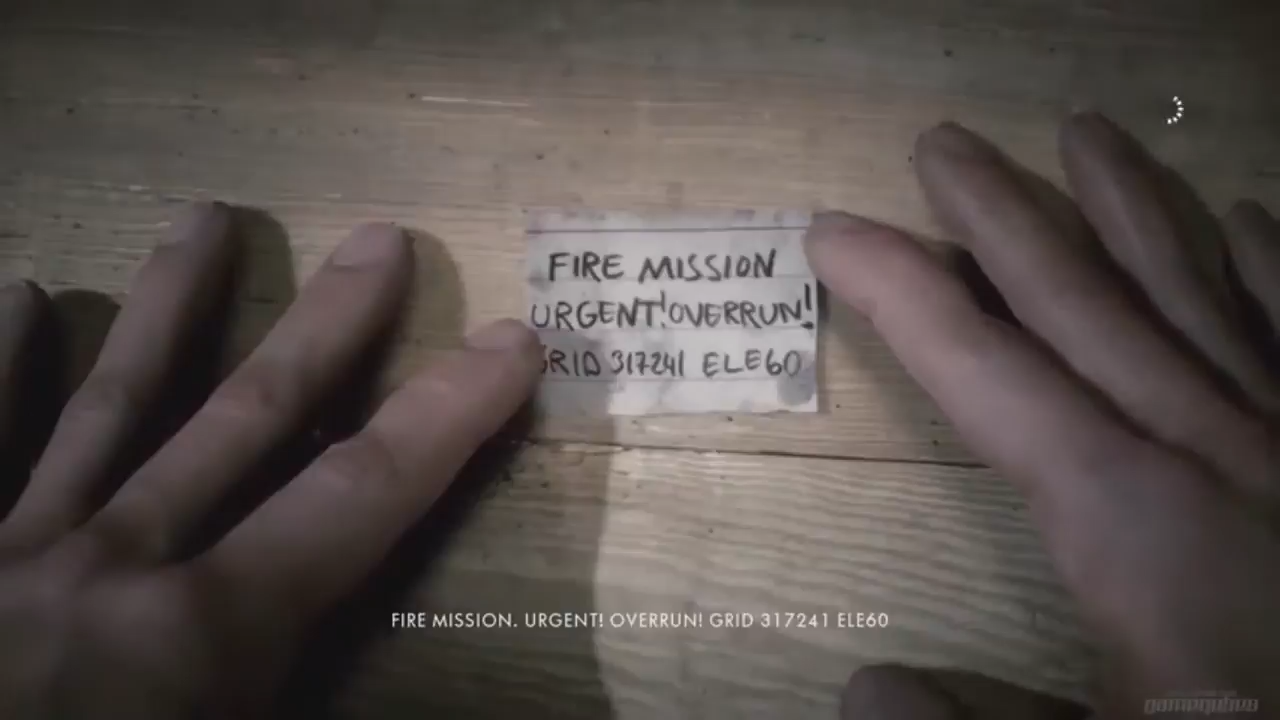 FIRE MISSION
URGENT! OVERRUN!
GRID 317241 ELE60
FIRE MISSION. URGENT! OVERRUN! GRID 317241 ELE60